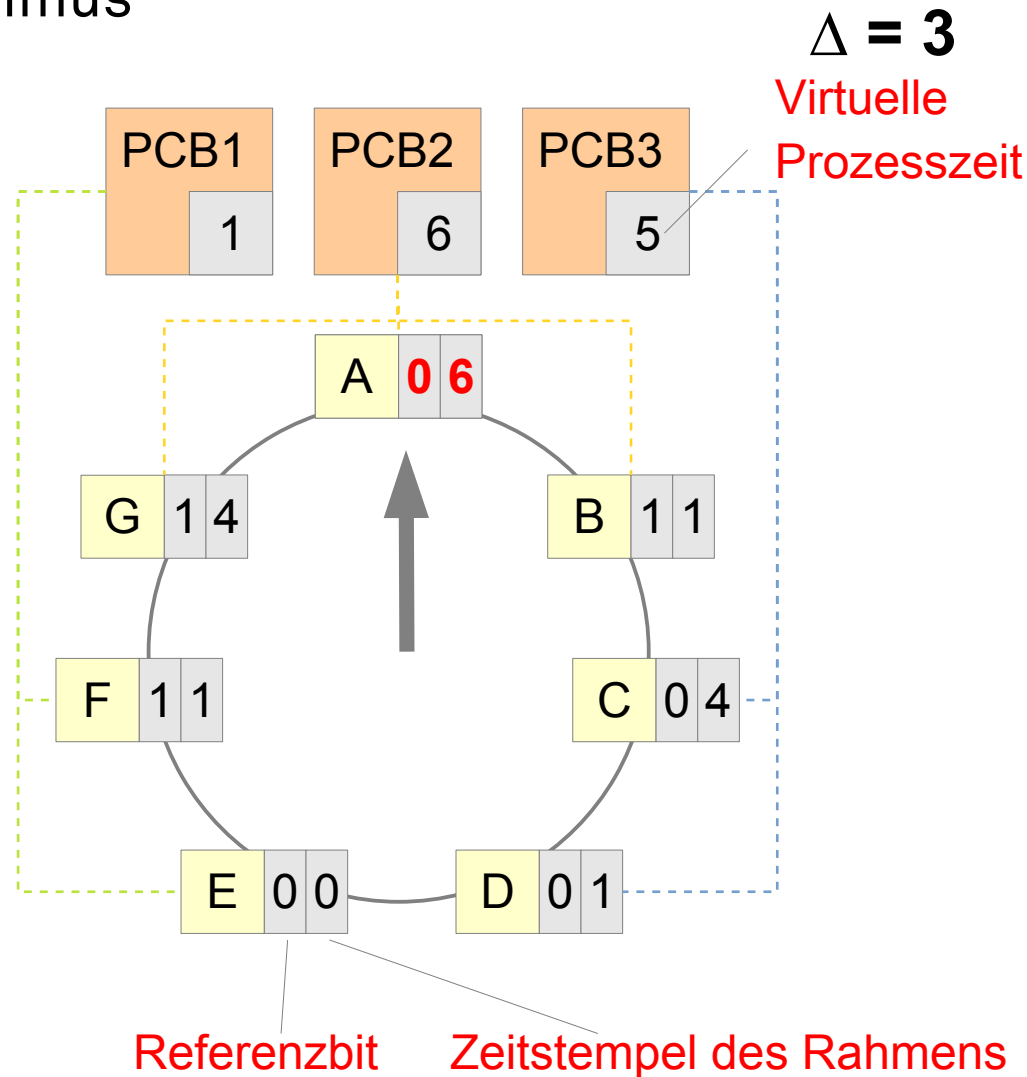 ∆ = 3
Virtuelle
Prozesszeit
PCB1 PCB2 PCB3
1 6 5
A 0 6
G 1 4 B 1 1
F 1 1 C 0 4
E 0 0 D 0 1
Referenzbit Zeitstempel des Rahmens